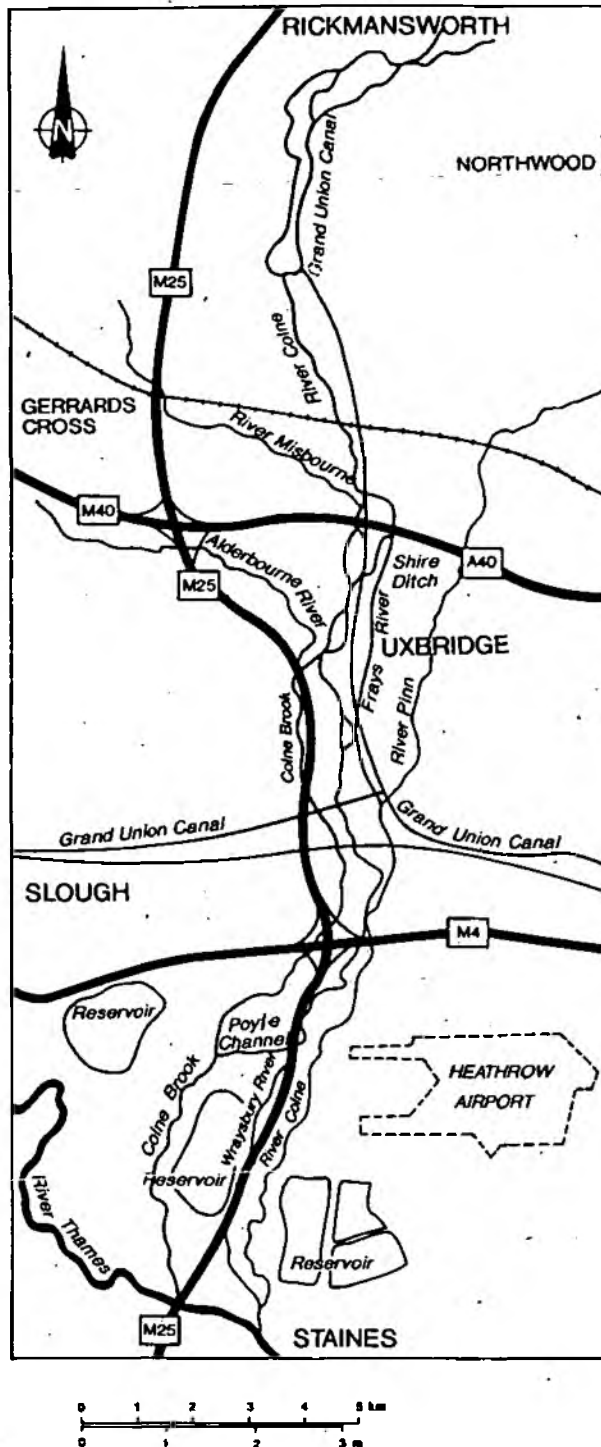 RICKMANSWORTH
N
NORTHWOOD
Grand Union Canal
M25
River Colne
GERRARDS
CROSS
River Misbourne
M40
Alderbourne River
M25
Shire
Ditch
A40
Frays River
UXBRIDGE
River Pinn
Colne Brook
Grand Union Canal
Grand Union Canal
SLOUGH
M4
Reservoir
Poyle
Channel
HEATHROW
AIRPORT
Colne Brook
Wraysbury River
River Colne
Reservoir
River Thames
Reservoir
M25
STAINES
0 1 2 3 4 5 km
0 1 2 3 m